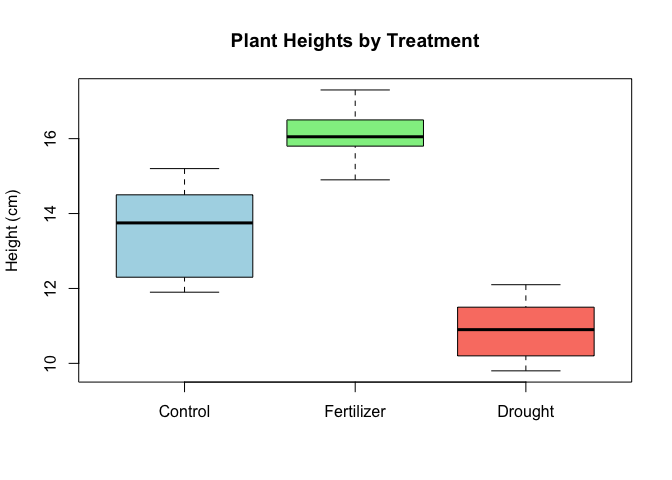 Plant Heights by Treatment
Height (cm)
16
14
12
10
Control Fertilizer Drought